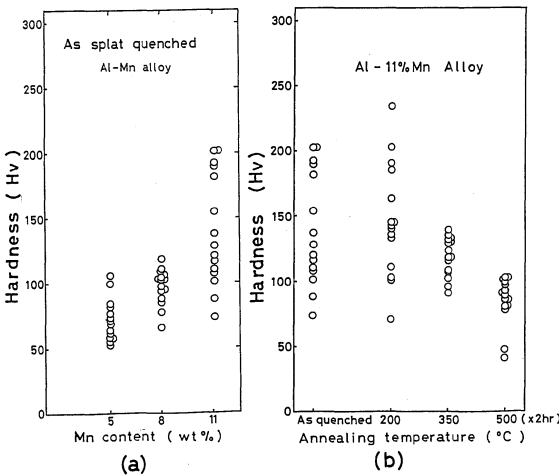 300
250
200
150
100
50
0
Hardness (Hv)
As splat quenched
Al-Mn alloy
5 8 11
Mn content (wt%)
(a)
300
250
200
150
100
50
0
Hardness (Hv)
Al-11%Mn Alloy
As quenched 200 350 500 (x2hr)
Annealing temperature (°C)
(b)